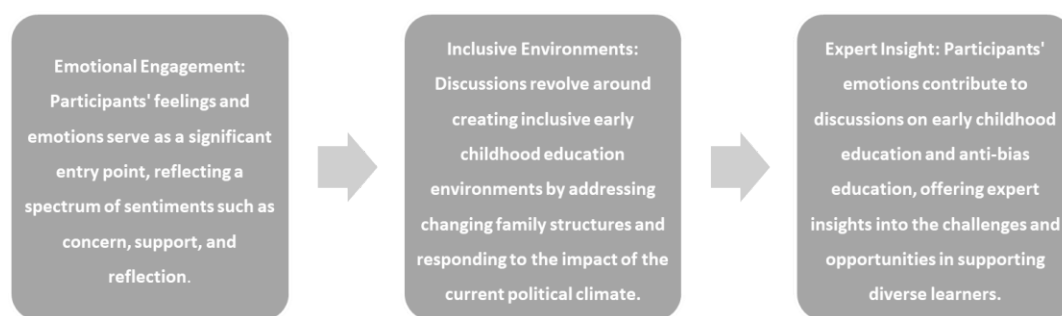 Emotional Engagement:
Participants' feelings and
emotions serve as a significant
entry point, reflecting a
spectrum of sentiments such as
concern, support, and
reflection.
Inclusive Environments:
Discussions revolve around
creating inclusive early
childhood education
environments by addressing
changing family structures and
responding to the impact of the
current political climate.
Expert Insight: Participants'
emotions contribute to
discussions on early childhood
education and anti-bias
education, offering expert
insights into the challenges and
opportunities in supporting
diverse learners.